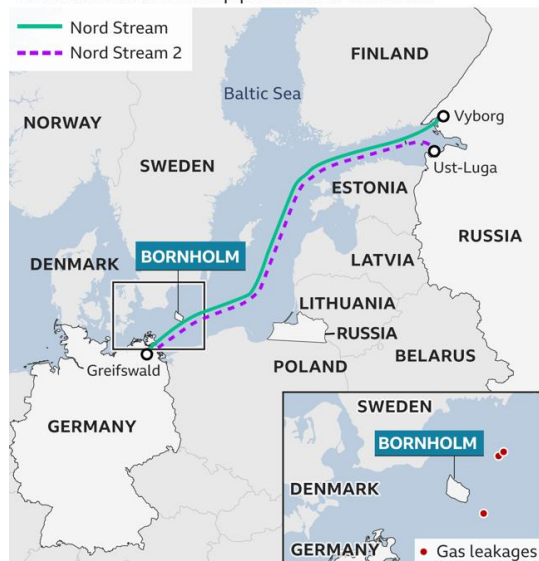 Nord Stream
Nord Stream 2
FINLAND
Baltic Sea
Vyborg
NORWAY
SWEDEN
Ust-Luga
ESTONIA
RUSSIA
DENMARK
BORNHOLM
LATVIA
LITHUANIA
RUSSIA
BELARUS
Greifswald
POLAND
GERMANY
SWEDEN
BORNHOLM
DENMARK
GERMANY
Gas leakages